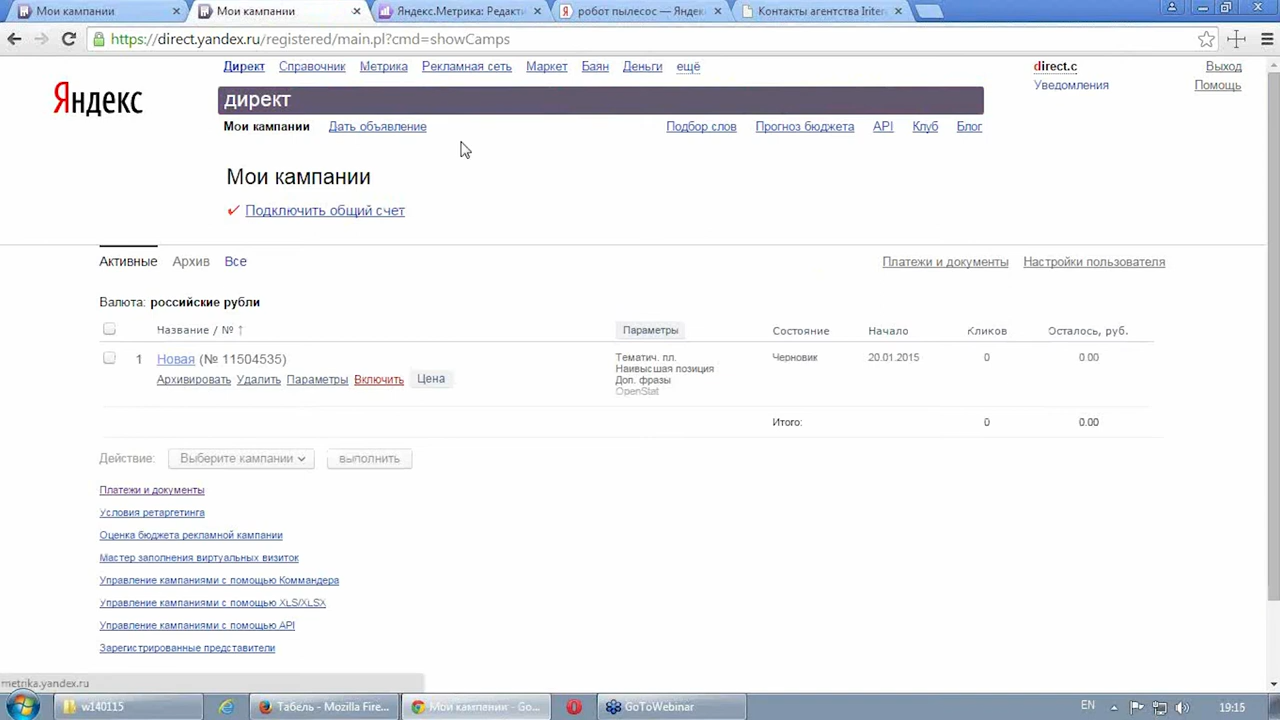 Мои кампании
Мои кампании
Яндекс.Метрика: Редакти
робот пылесос — Яндек
Контакты агентства Iriter
https://direct.yandex.ru/registered/main.pl?cmd=showCamps
Директ Справочник Метрика Рекламная сеть Маркет Баян Деньги ещё
direct.c
Выход
Уведомления
Помощь
Яндекс
директ
Мои кампании Дать объявление
Подбор слов Прогноз бюджета API Клуб Блог
Мои кампании
Подключить общий счет
Активные Архив Все
Платежи и документы Настройки пользователя
Валюта: российские рубли
Название / № ↑ Параметры Состояние Начало Кликов Осталось, руб.
1 Новая (№ 11504535)
Тематич. пл.
Наивысшая позиция
Доп. фразы
OpenStat
Черновик 20.01.2015 0 0.00
Архивировать Удалить Параметры Включить Цена
Итого: 0 0.00
Действие: Выберите кампании выполнить
Платежи и документы
Условия ретаргетинга
Оценка бюджета рекламной кампании
Мастер заполнения виртуальных визиток
Управление кампаниями с помощью Коммандера
Управление кампаниями с помощью XLS/XLSX
Управление кампаниями с помощью API
Зарегистрированные представители
metrika.yandex.ru
w140115
Табель - Mozilla Fire...
Мои кампании - Go...
GoToWebinar
EN
19:15